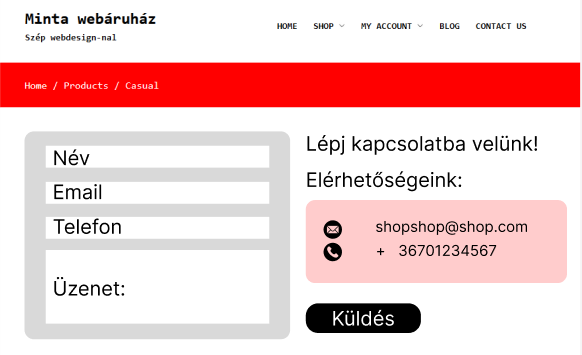 Minta webáruház
Szép webdesign-nal
HOME SHOP MY ACCOUNT BLOG CONTACT US
Home / Products / Casual
Név
Email
Telefon
Üzenet:
Lépj kapcsolatba velünk!
Elérhetőségeink:
shopshop@shop.com
+ 36701234567
Küldés